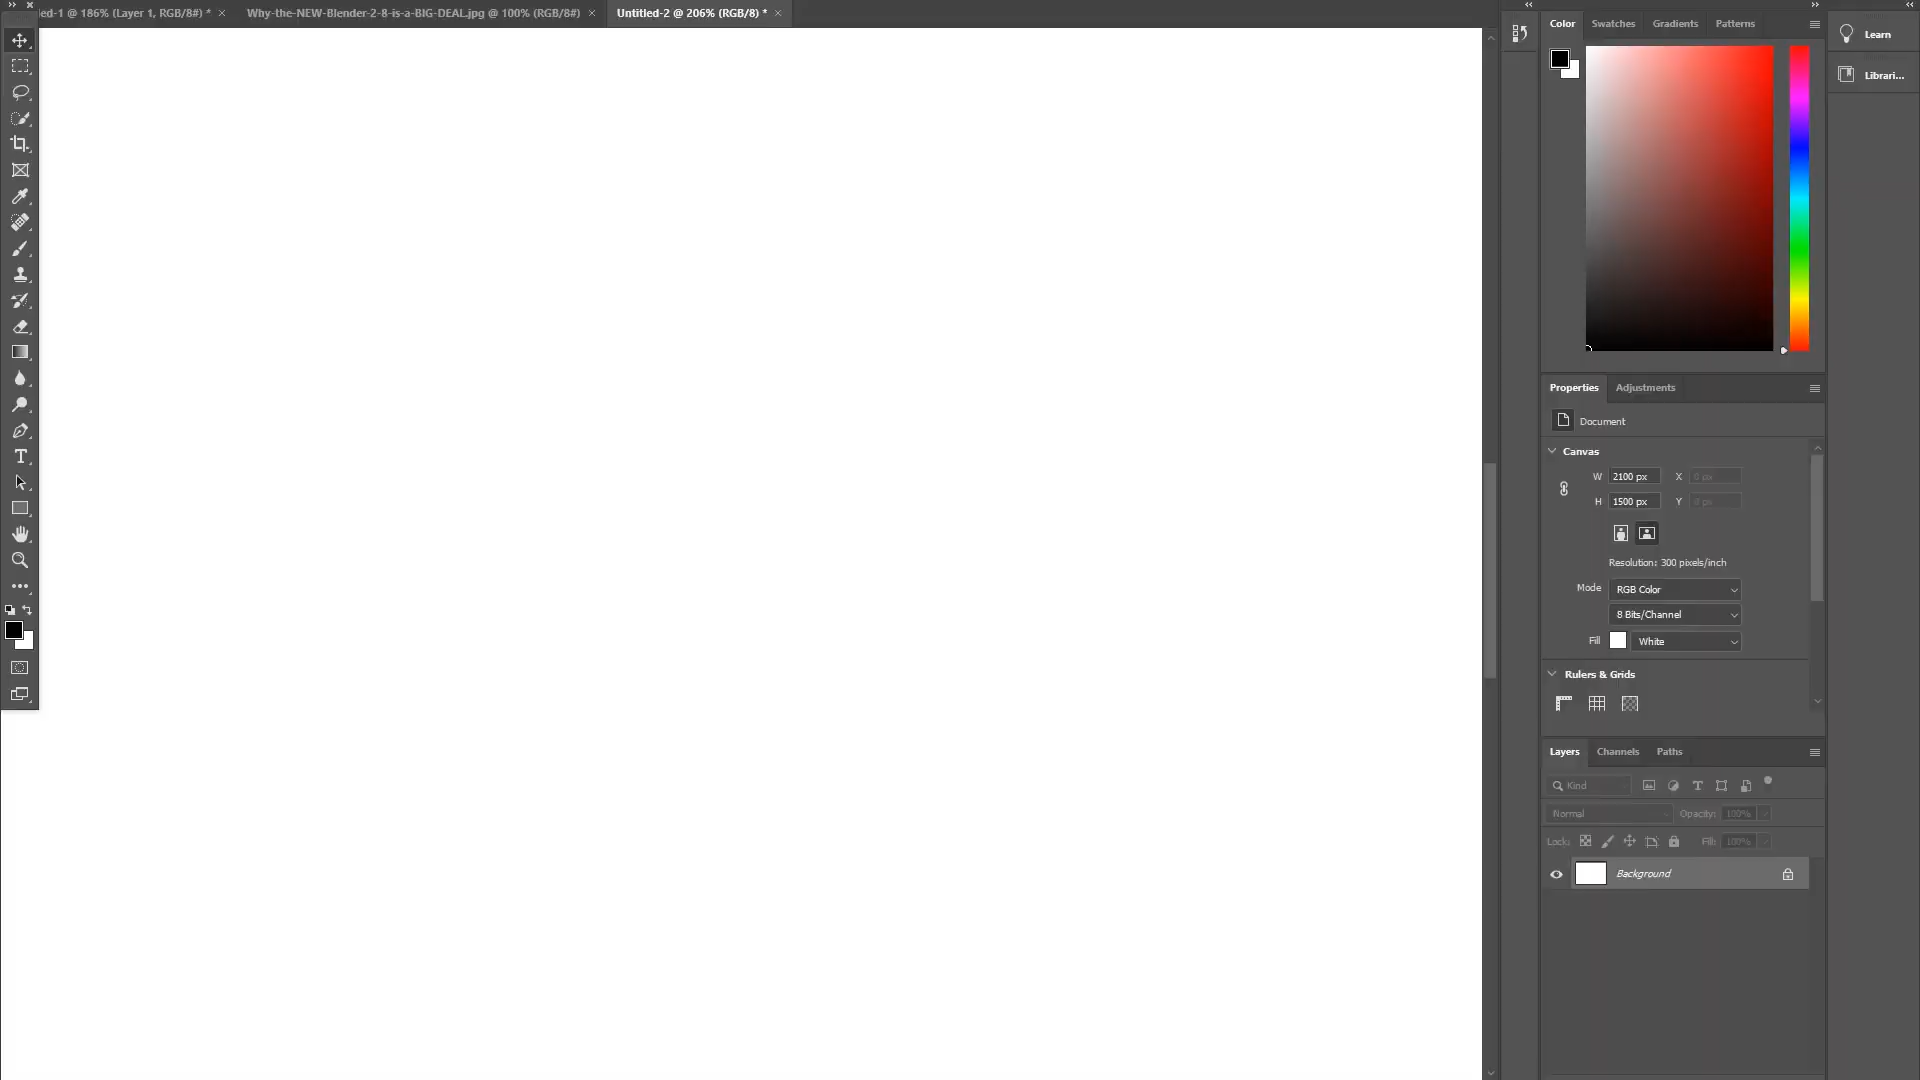 ed-1 @ 186% (Layer 1, RGB/8#) *
Why-the-NEW-Blender-2-8-is-a-BIG-DEAL.jpg @ 100% (RGB/8#)
Untitled-2 @ 206% (RGB/8) *
Color
Swatches
Gradients
Patterns
Learn
Librari...
Properties
Adjustments
Document
Canvas
W 2100 px X 0 px
H 1500 px Y 0 px
Resolution: 300 pixels/inch
Mode RGB Color
8 Bits/Channel
Fill White
Rulers & Grids
Layers
Channels
Paths
Kind
Normal Opacity: 100%
Lock: Fill: 100%
Background